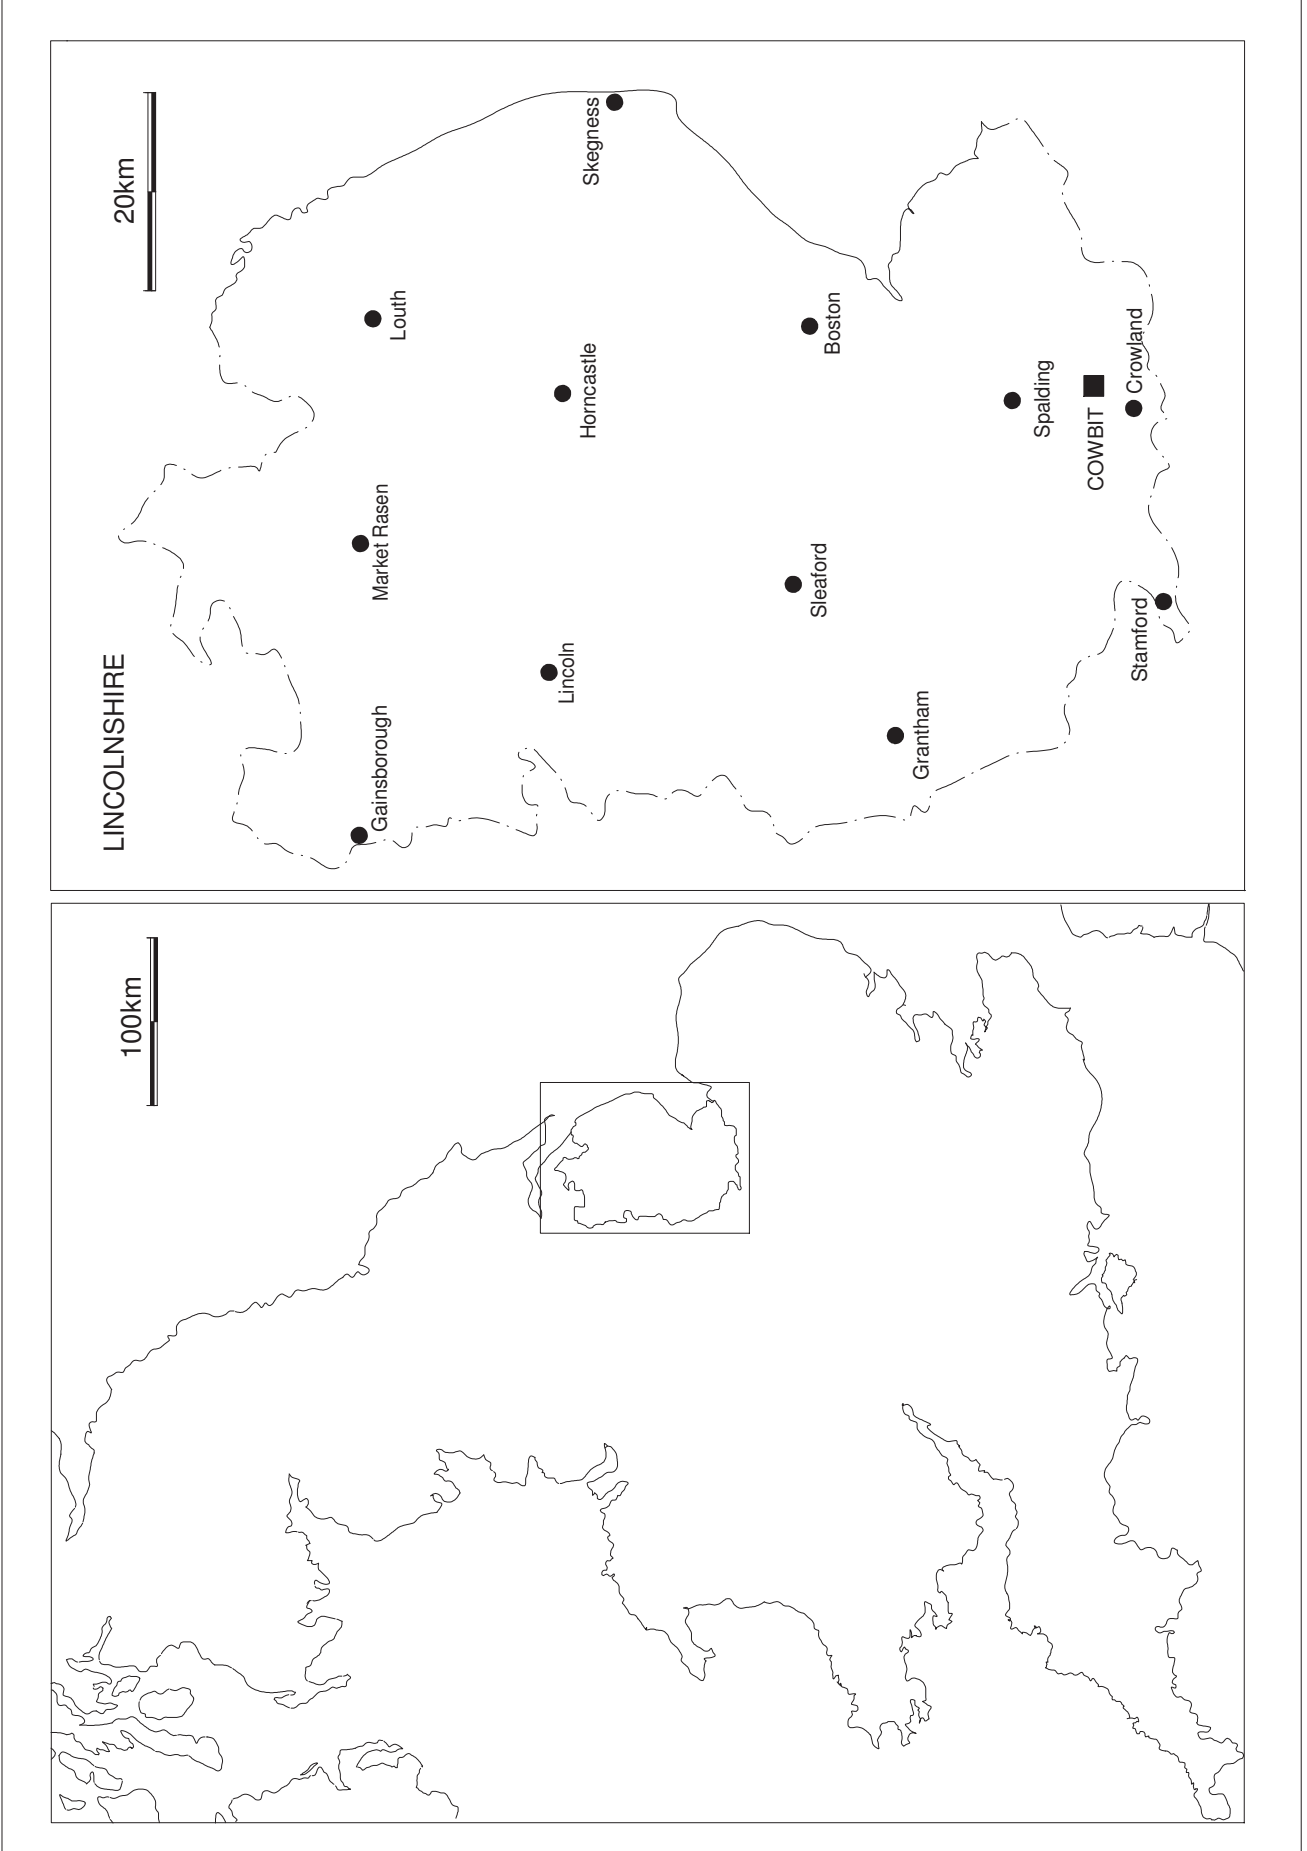 100km
LINCOLNSHIRE
20km
Gainsborough
Market Rasen
Louth
Lincoln
Horncastle
Skegness
Sleaford
Boston
Grantham
Spalding
COWBIT
Crowland
Stamford